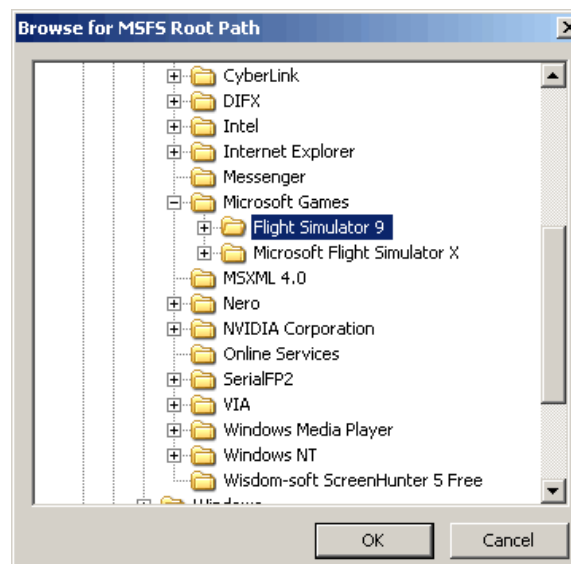 Browse for MSFS Root Path
CyberLink
DIFX
Intel
Internet Explorer
Messenger
Microsoft Games
Flight Simulator 9
Microsoft Flight Simulator X
MSXML 4.0
Nero
NVIDIA Corporation
Online Services
SerialFP2
VIA
Windows Media Player
Windows NT
Wisdom-soft ScreenHunter 5 Free
OK Cancel